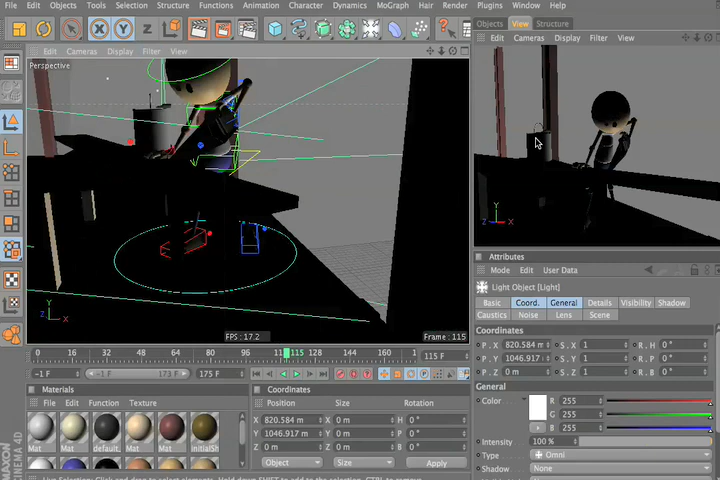 File Edit Objects Tools Selection Structure Functions Animation Character Dynamics MoGraph Hair Render Plugins Window Help
Objects View Structure
Edit Cameras Display Filter View
Edit Cameras Display Filter View
Perspective
Y
X
Z
Y
X
Z
FPS : 17.2
Frame : 115
Attributes
Mode Edit User Data
Light Object [Light]
Basic Coord. General Details Visibility Shadow
Caustics Noise Lens Scene
Coordinates
P . X 820.584 m S . X 1 R . H 0 °
P . Y 1046.917 S . Y 1 R . P 0 °
P . Z 0 m S . Z 1 R . B 0 °
General
Color R 255
G 255
B 255
Intensity 100 %
Type Omni
Shadow None
0 16 32 48 64 80 96 115 128 144 160 115 F
-1 F -1 F 173 F 175 F
Materials
File Edit Function Texture
Mat Mat default. Mat Mat initialSh
Coordinates
Position Size Rotation
X 820.584 m X 0 m H 0 °
Y 1046.917 m Y 0 m P 0 °
Z 0 m Z 0 m B 0 °
Object Size Apply
MAXON
CINEMA 4D